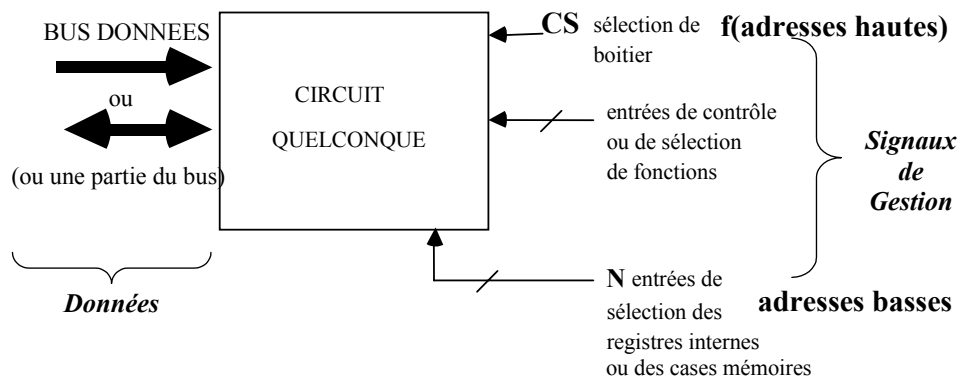 BUS DONNEES
ou
(ou une partie du bus)
Données
CIRCUIT
QUELCONQUE
CS sélection de
boitier
f(adresses hautes)
entrées de contrôle
ou de sélection
de fonctions
Signaux
de
Gestion
N entrées de
sélection des
registres internes
ou des cases mémoires
adresses basses